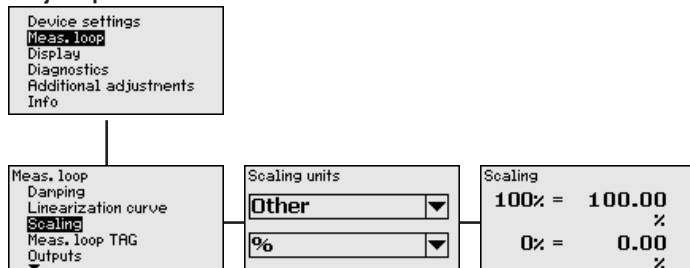 Device settings
Meas. loop
Display
Diagnostics
Additional adjustments
Info
Meas. loop
Damping
Linearization curve
Scaling
Meas. loop TAG
Outputs
Scaling units
Other
%
Scaling
100% = 100.00
%
0% = 0.00
%